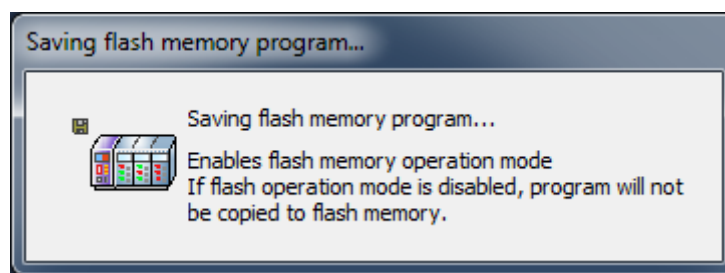 Saving flash memory program...
Saving flash memory program...
Enables flash memory operation mode
If flash operation mode is disabled, program will not
be copied to flash memory.